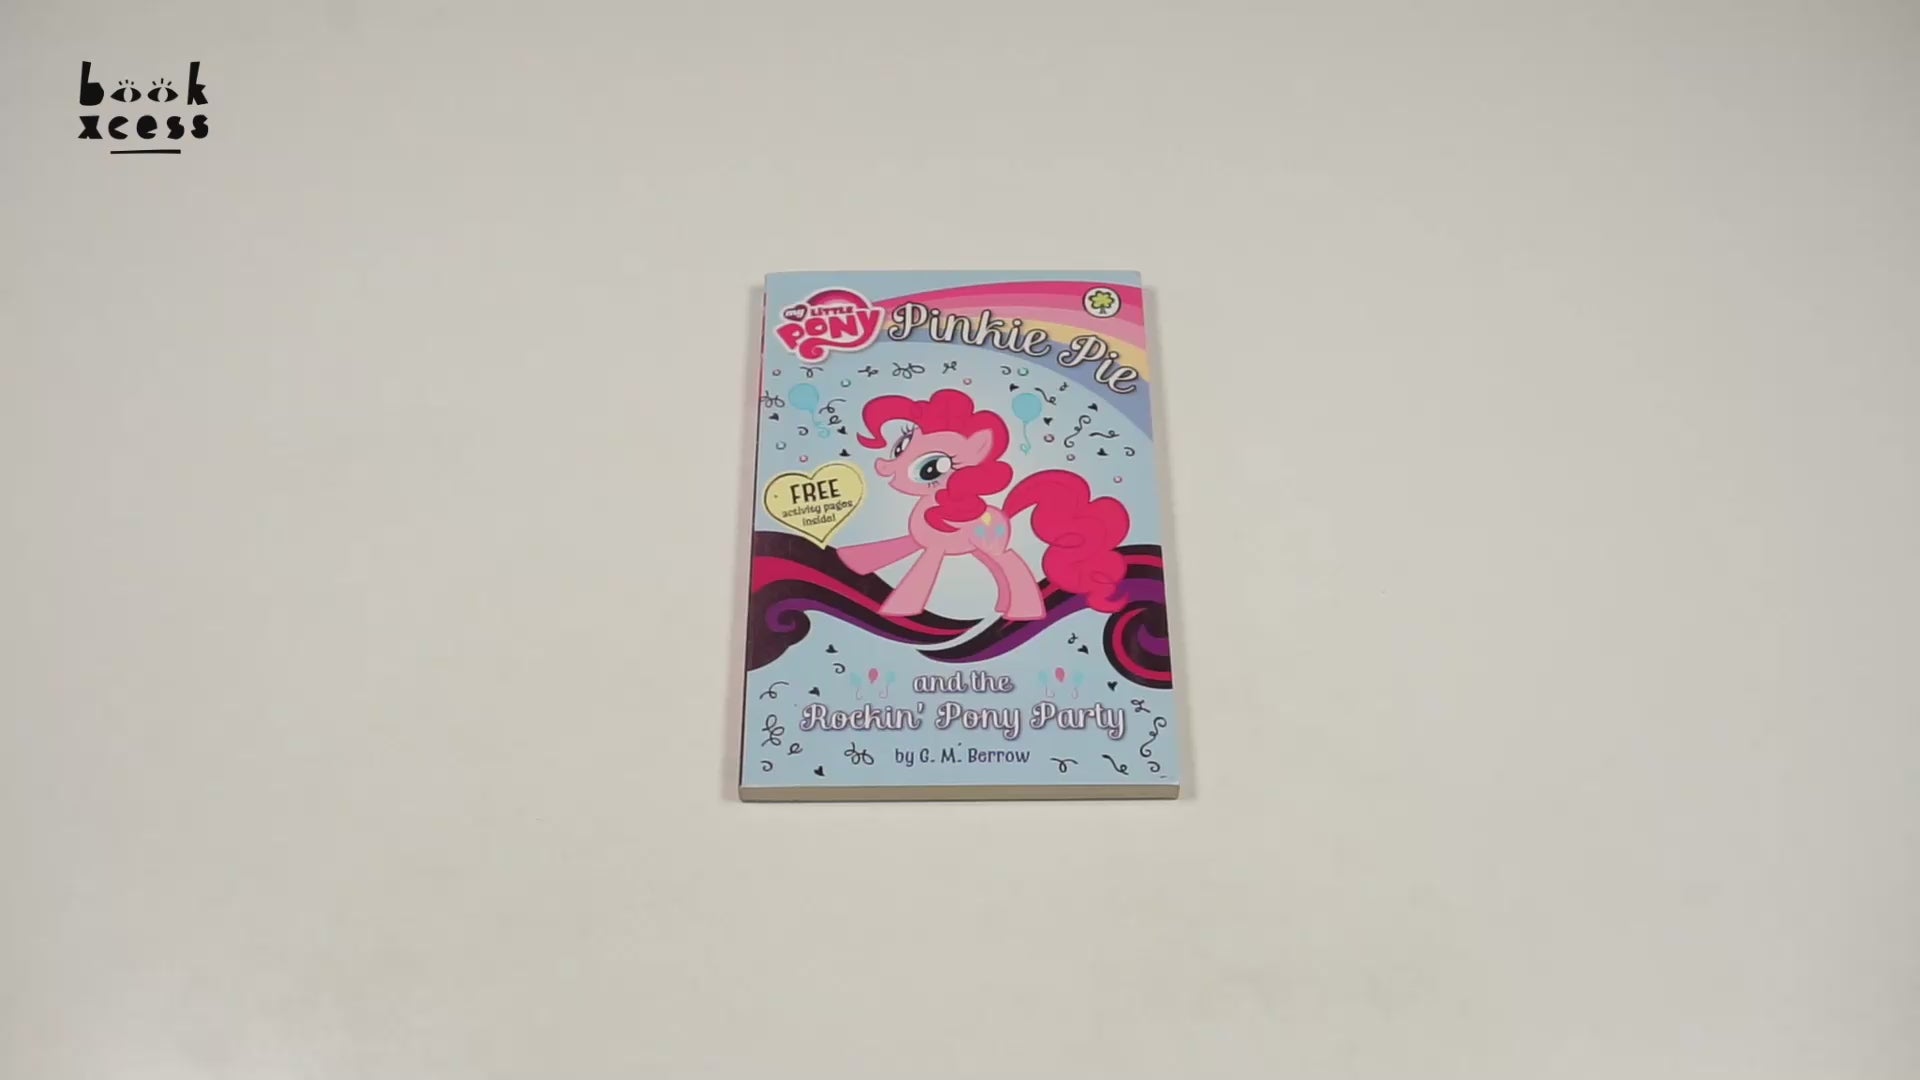 book
xcess
my LITTLE
PONY
Pinkie Pie
FREE
activity pages
inside!
and the
Rockin' Pony Party
by G. M. Berrow